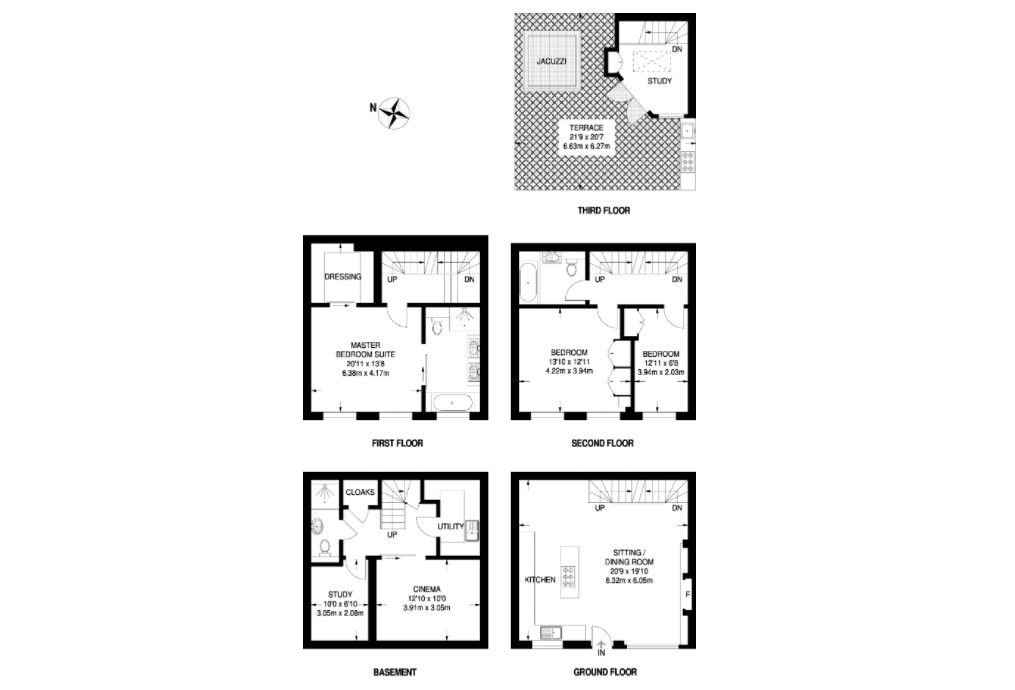 JACUZZI
DN
STUDY
N
TERRACE
21'9 x 20'7
6.63m x 6.27m
THIRD FLOOR
DRESSING
UP
DN
MASTER
BEDROOM SUITE
20'11 x 13'8
6.38m x 4.17m
FIRST FLOOR
UP
DN
BEDROOM
13'10 x 12'11
4.22m x 3.94m
BEDROOM
12'11 x 6'8
3.94m x 2.03m
SECOND FLOOR
CLOAKS
UP
UTILITY
STUDY
10'0 x 6'10
3.05m x 2.08m
CINEMA
12'10 x 10'0
3.91m x 3.05m
BASEMENT
UP
DN
SITTING /
DINING ROOM
20'9 x 19'10
6.32m x 6.05m
KITCHEN
F
IN
GROUND FLOOR